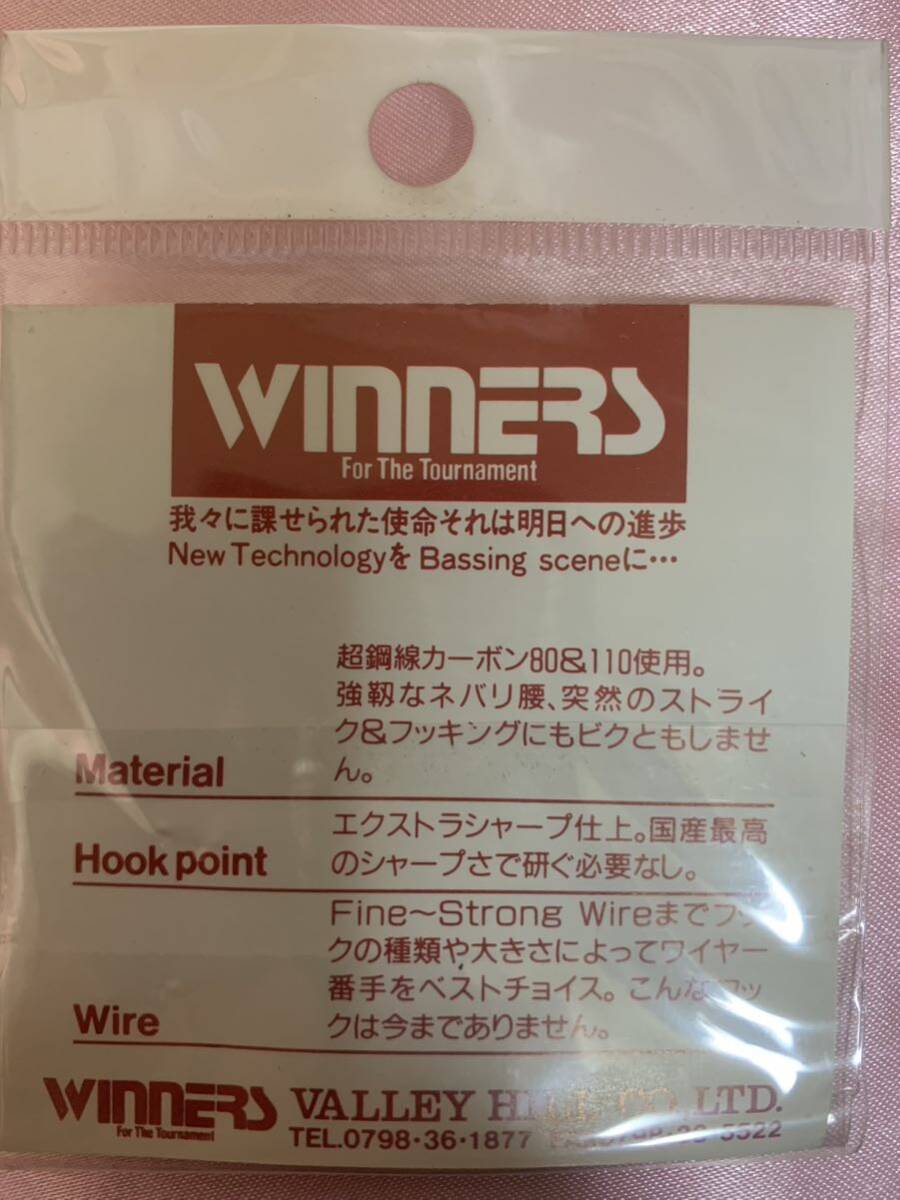 WINNERS
For The Tournament
我々に課せられた使命それは明日への進歩
New Technologyを Bassing sceneに…
超鋼線カーボン80&110使用。
強靱なネバリ腰、突然のストライ
ク&フッキングにもビクともしませ
ん。
Material
エクストラシャープ仕上。国産最高
のシャープさで研ぐ必要なし。
Hook point
Fine〜Strong Wireまでフッ
クの種類や大きさによってワイヤー
番手をベストチョイス。こんなフッ
クは今までありません。
Wire
WINNERS
For The Tournament
VALLEY HILL CO.,LTD.
TEL.0798・36・1877